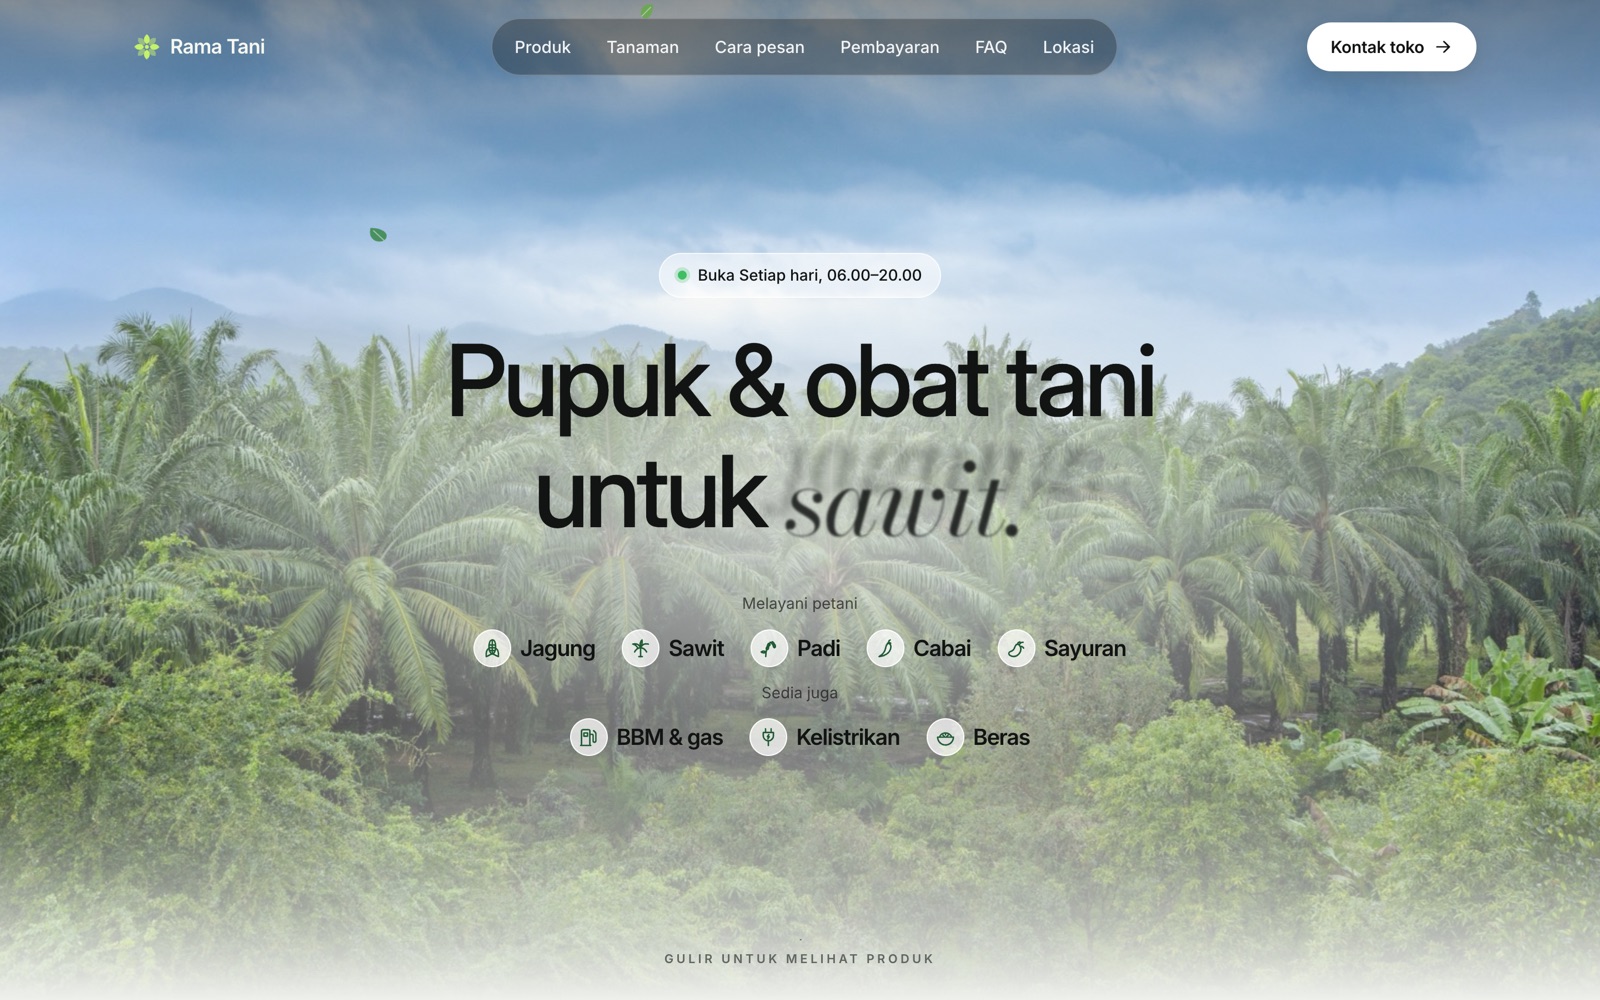 Rama Tani
Produk
Tanaman
Cara pesan
Pembayaran
FAQ
Lokasi
Kontak toko
Buka Setiap hari, 06.00–20.00
Pupuk & obat tani
untuk sawit.
Melayani petani
Jagung
Sawit
Padi
Cabai
Sayuran
Sedia juga
BBM & gas
Kelistrikan
Beras
GULIR UNTUK MELIHAT PRODUK